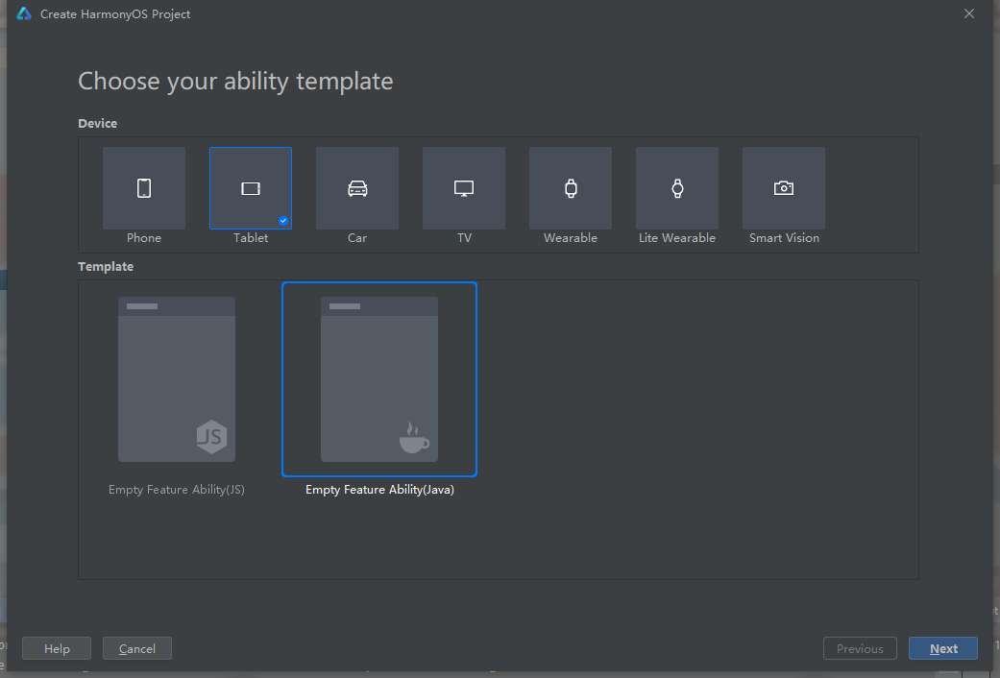 Create HarmonyOS Project
Choose your ability template
Device
Phone Tablet Car TV Wearable Lite Wearable Smart Vision
Template
JS
Empty Feature Ability(JS) Empty Feature Ability(Java)
Help Cancel Previous Next